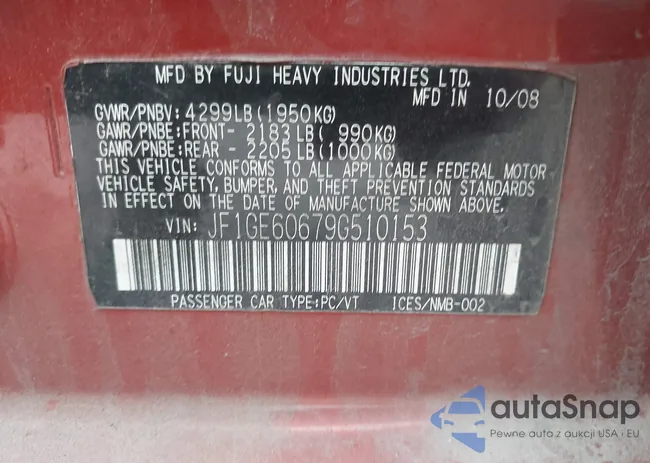 MFD BY FUJI HEAVY INDUSTRIES LTD.
MFD IN 10/08
GVWR/PNBV: 4299LB(1950KG)
GAWR/PNBE:FRONT- 2183LB( 990KG)
GAWR/PNBE:REAR - 2205LB(1000KG)
THIS VEHICLE CONFORMS TO ALL APPLICABLE FEDERAL MOTOR
VEHICLE SAFETY, BUMPER, AND THEFT PREVENTION STANDARDS
IN EFFECT ON THE DATE OF MANUFACTURE SHOWN ABOVE.
VIN: JF1GE60679G510153
PASSENGER CAR TYPE:PC/VT ICES/NMB-002
autoSnap
Pewne auta z aukcji USA - EU